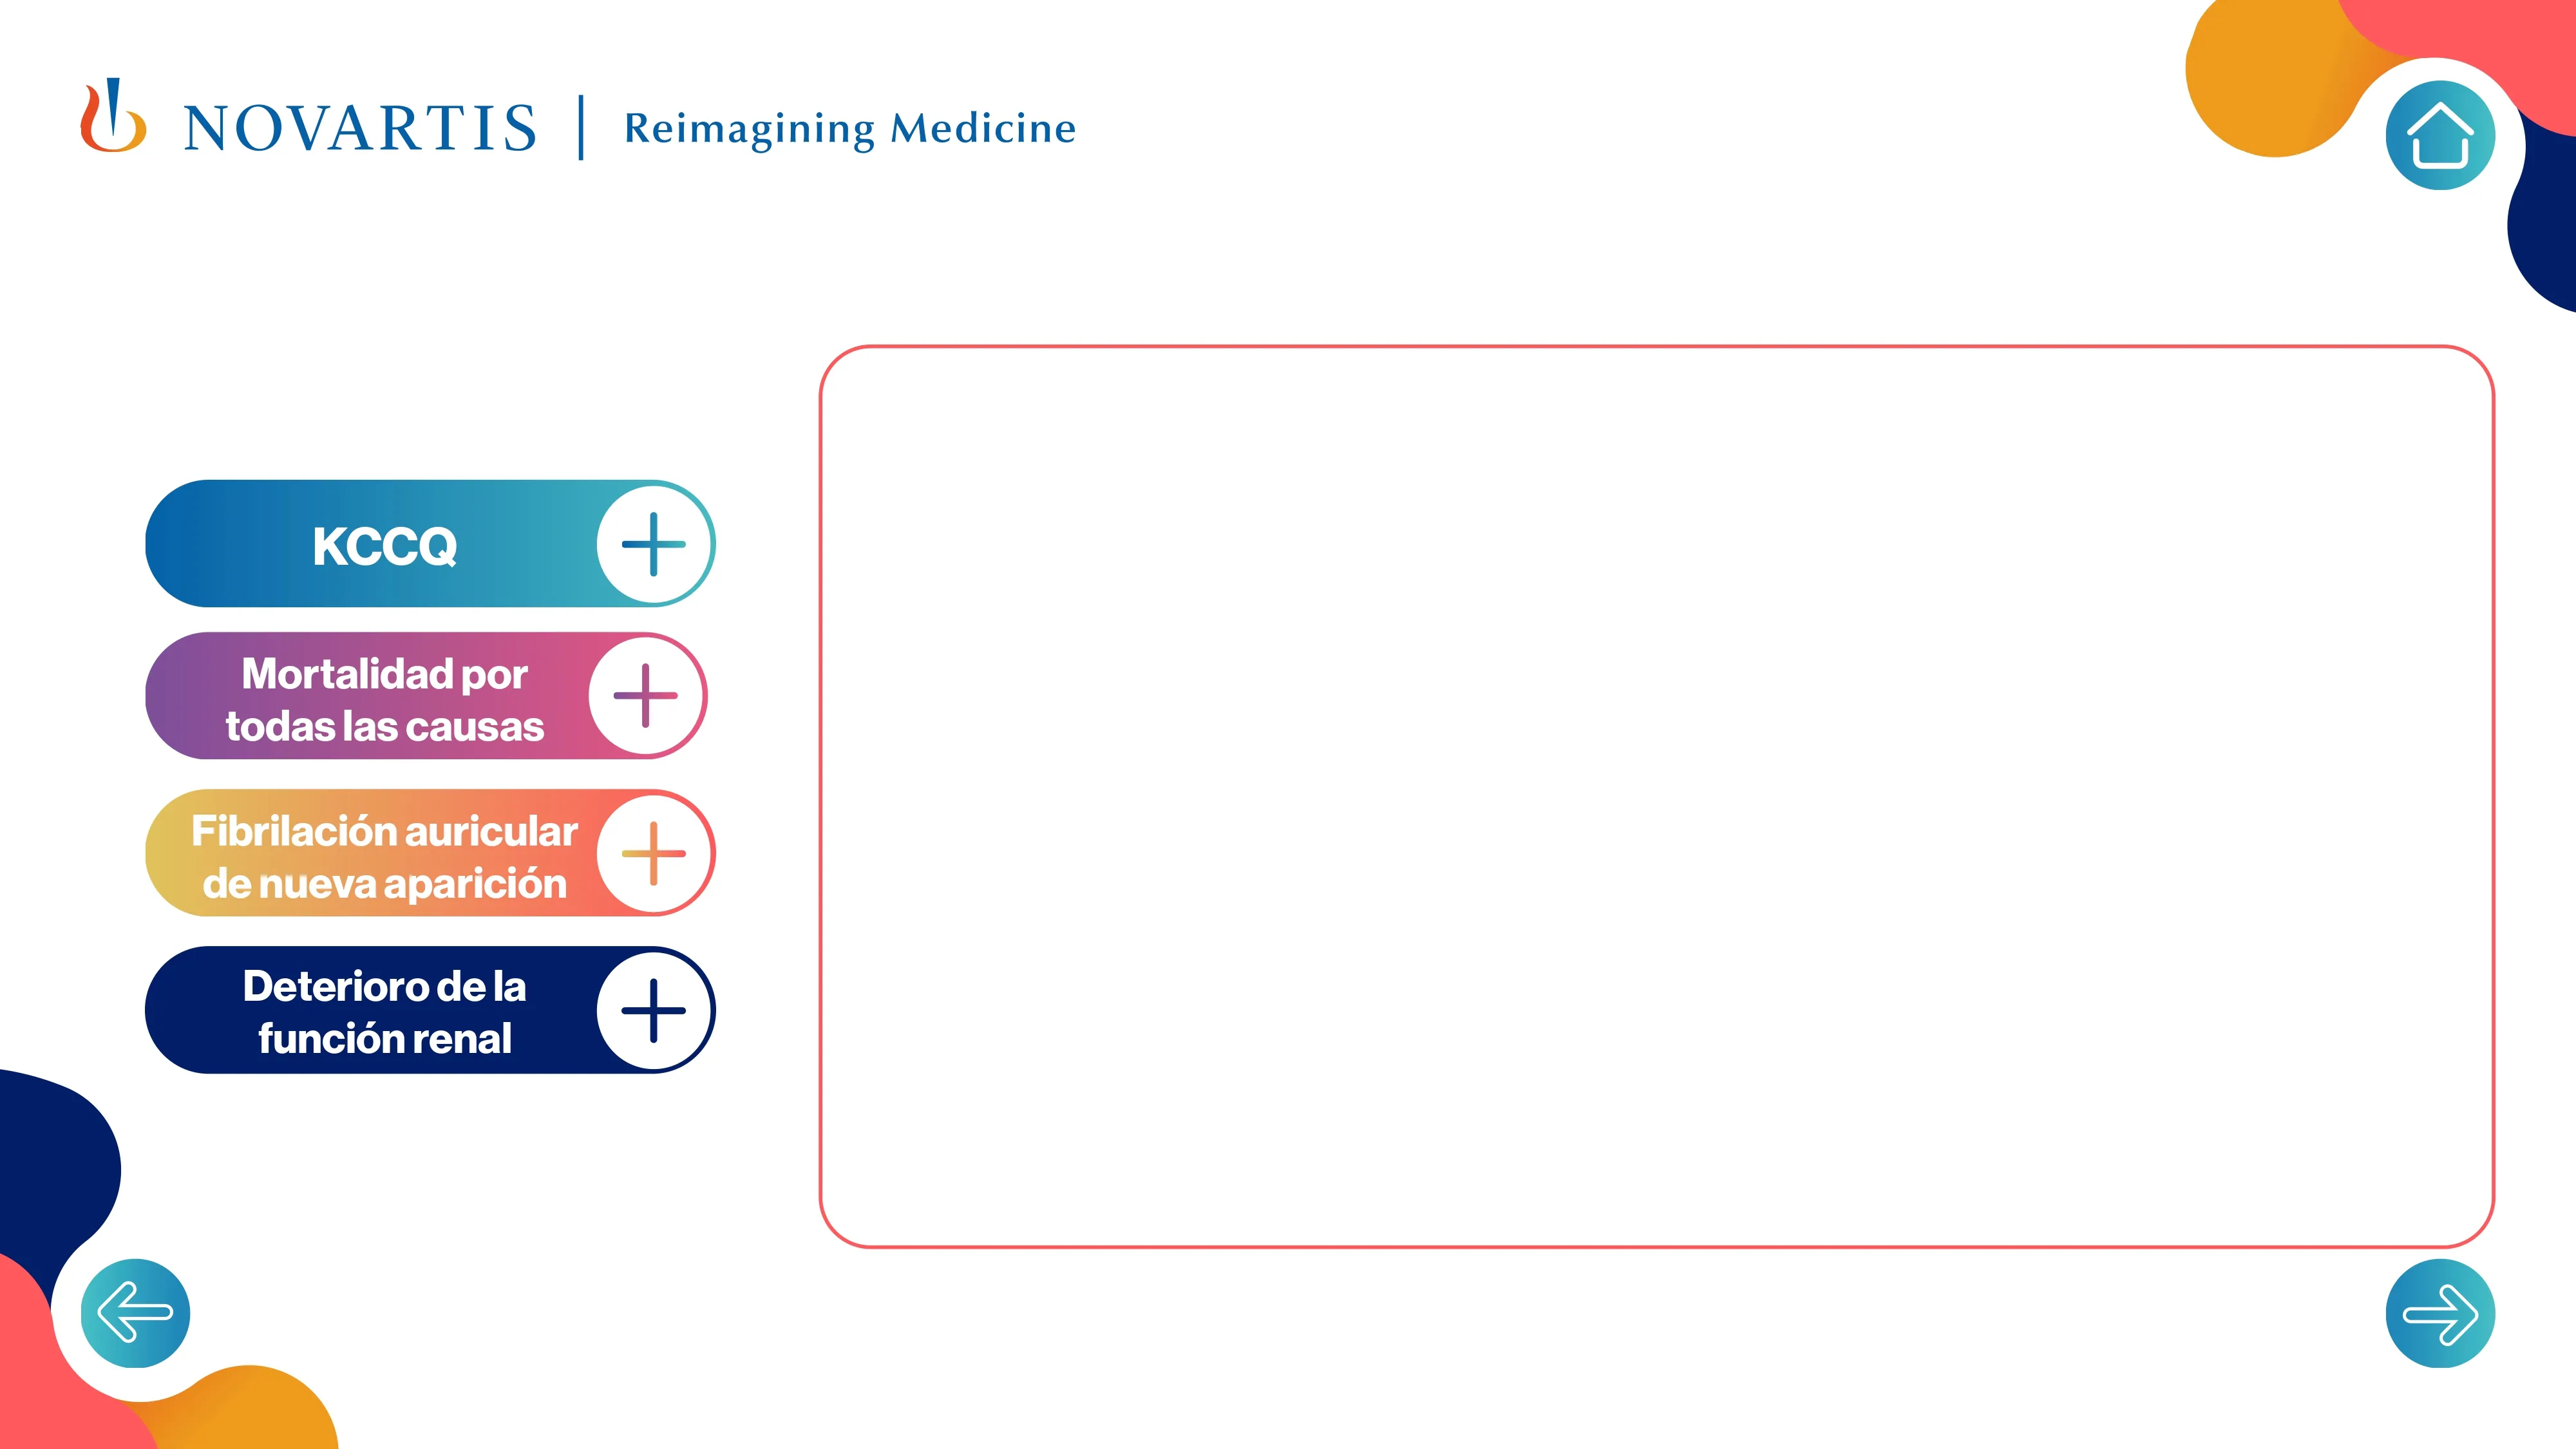 NOVARTIS | Reimagining Medicine
KCCQ
Mortalidad por
todas las causas
Fibrilación auricular
de nueva aparición
Deterioro de la
función renal